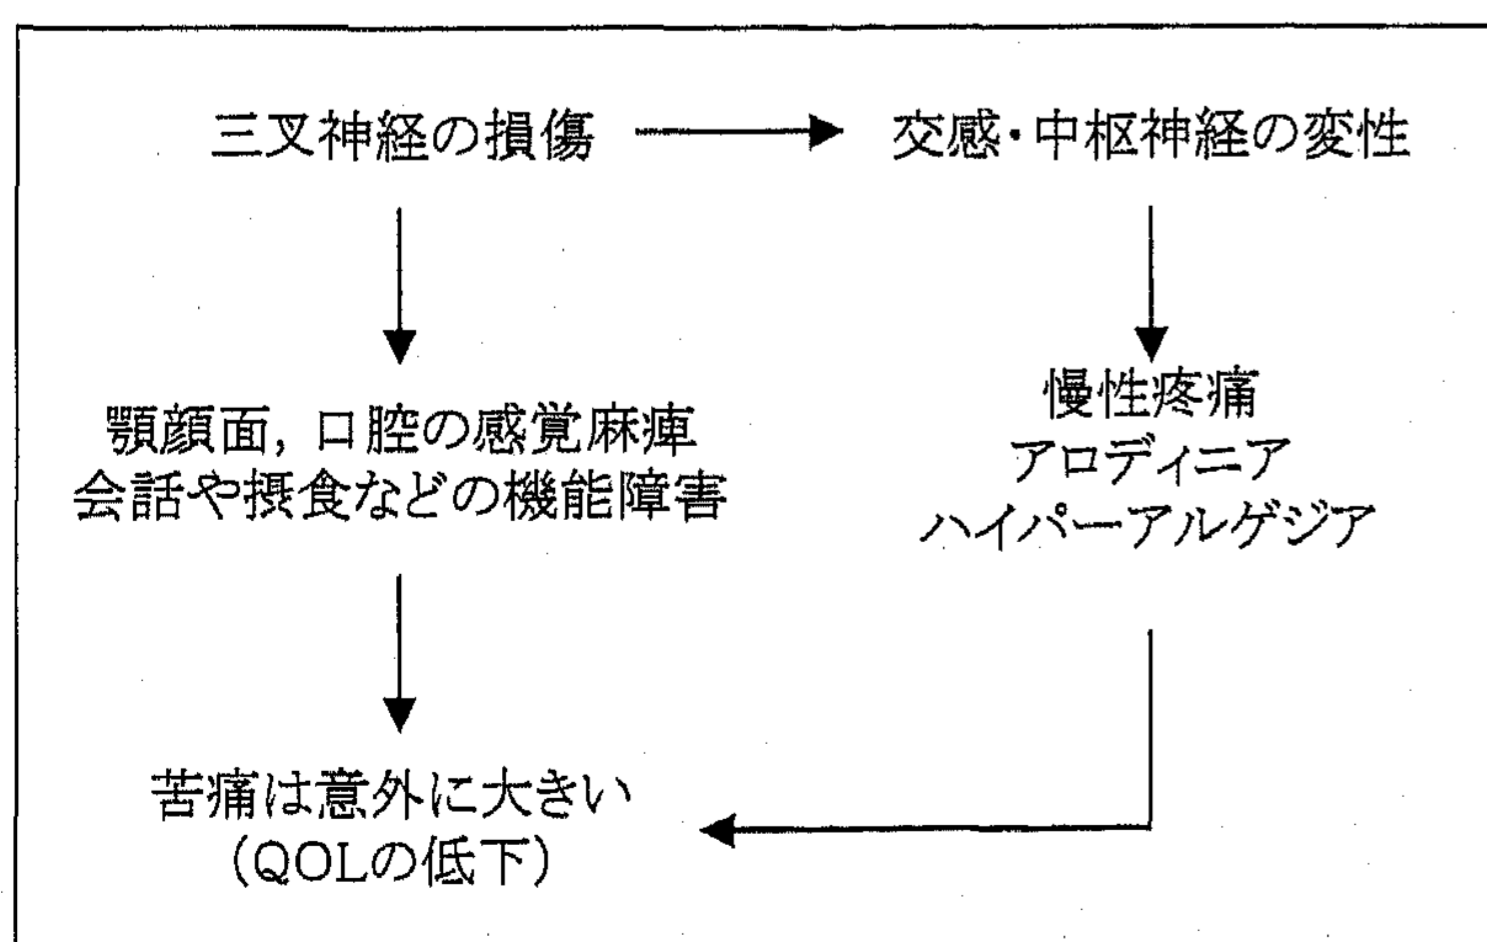 三叉神経の損傷
交感・中枢神経の変性
顎顔面, 口腔の感覚麻痺
会話や摂食などの機能障害
慢性疼痛
アロディニア
ハイパーアルゲジア
苦痛は意外に大きい
(QOLの低下)